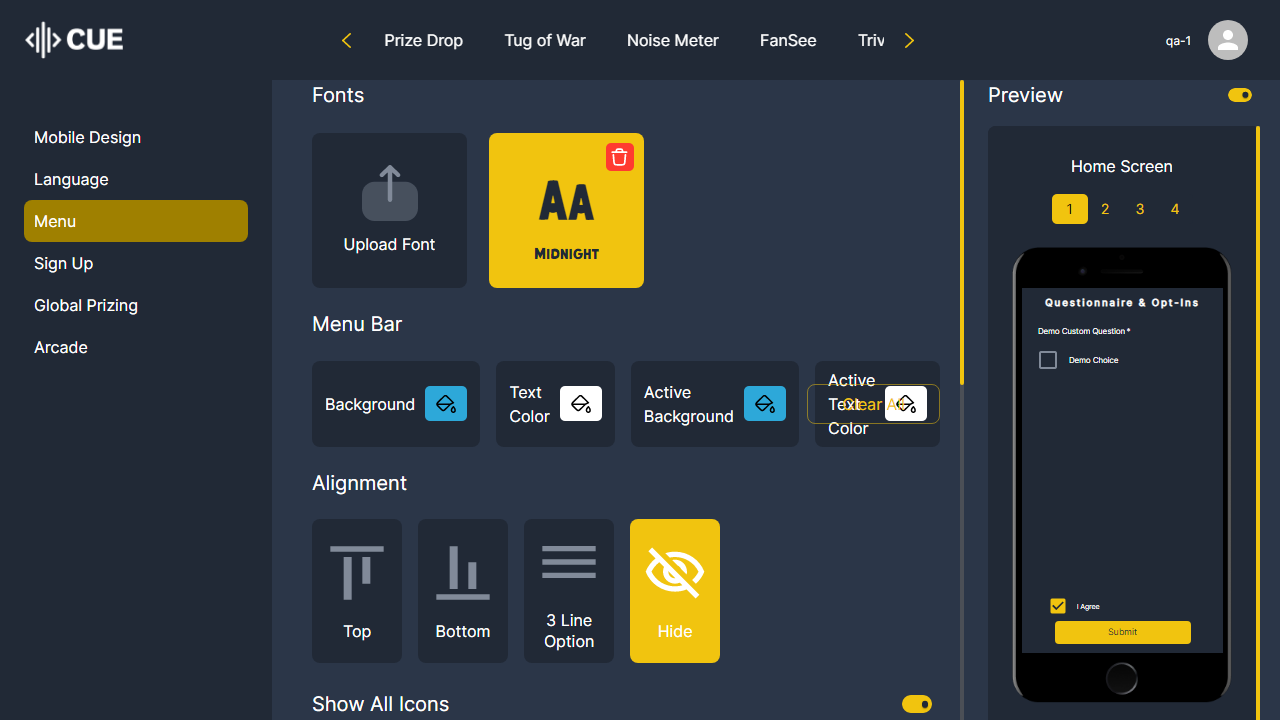 CUE
Prize Drop
Tug of War
Noise Meter
FanSee
Triv
qa-1
Mobile Design
Language
Menu
Sign Up
Global Prizing
Arcade
Fonts
Upload Font
AA
MIDNIGHT
Menu Bar
Background
Text
Color
Active
Background
Active
Text
Color
Clear All
Alignment
Top
Bottom
3 Line
Option
Hide
Show All Icons
Preview
Home Screen
1 2 3 4
Questionnaire & Opt-Ins
Demo Custom Question *
Demo Choice
I Agree
Submit